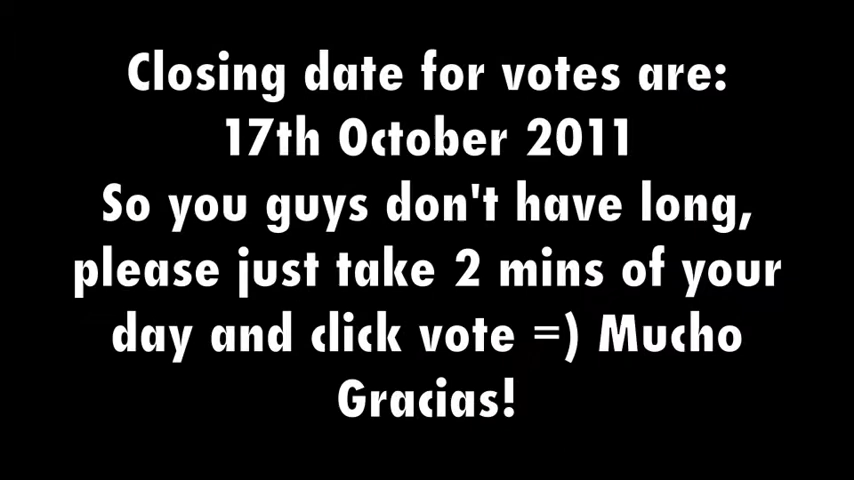 Closing date for votes are:
17th October 2011
So you guys don't have long,
please just take 2 mins of your
day and click vote =) Mucho
Gracias!